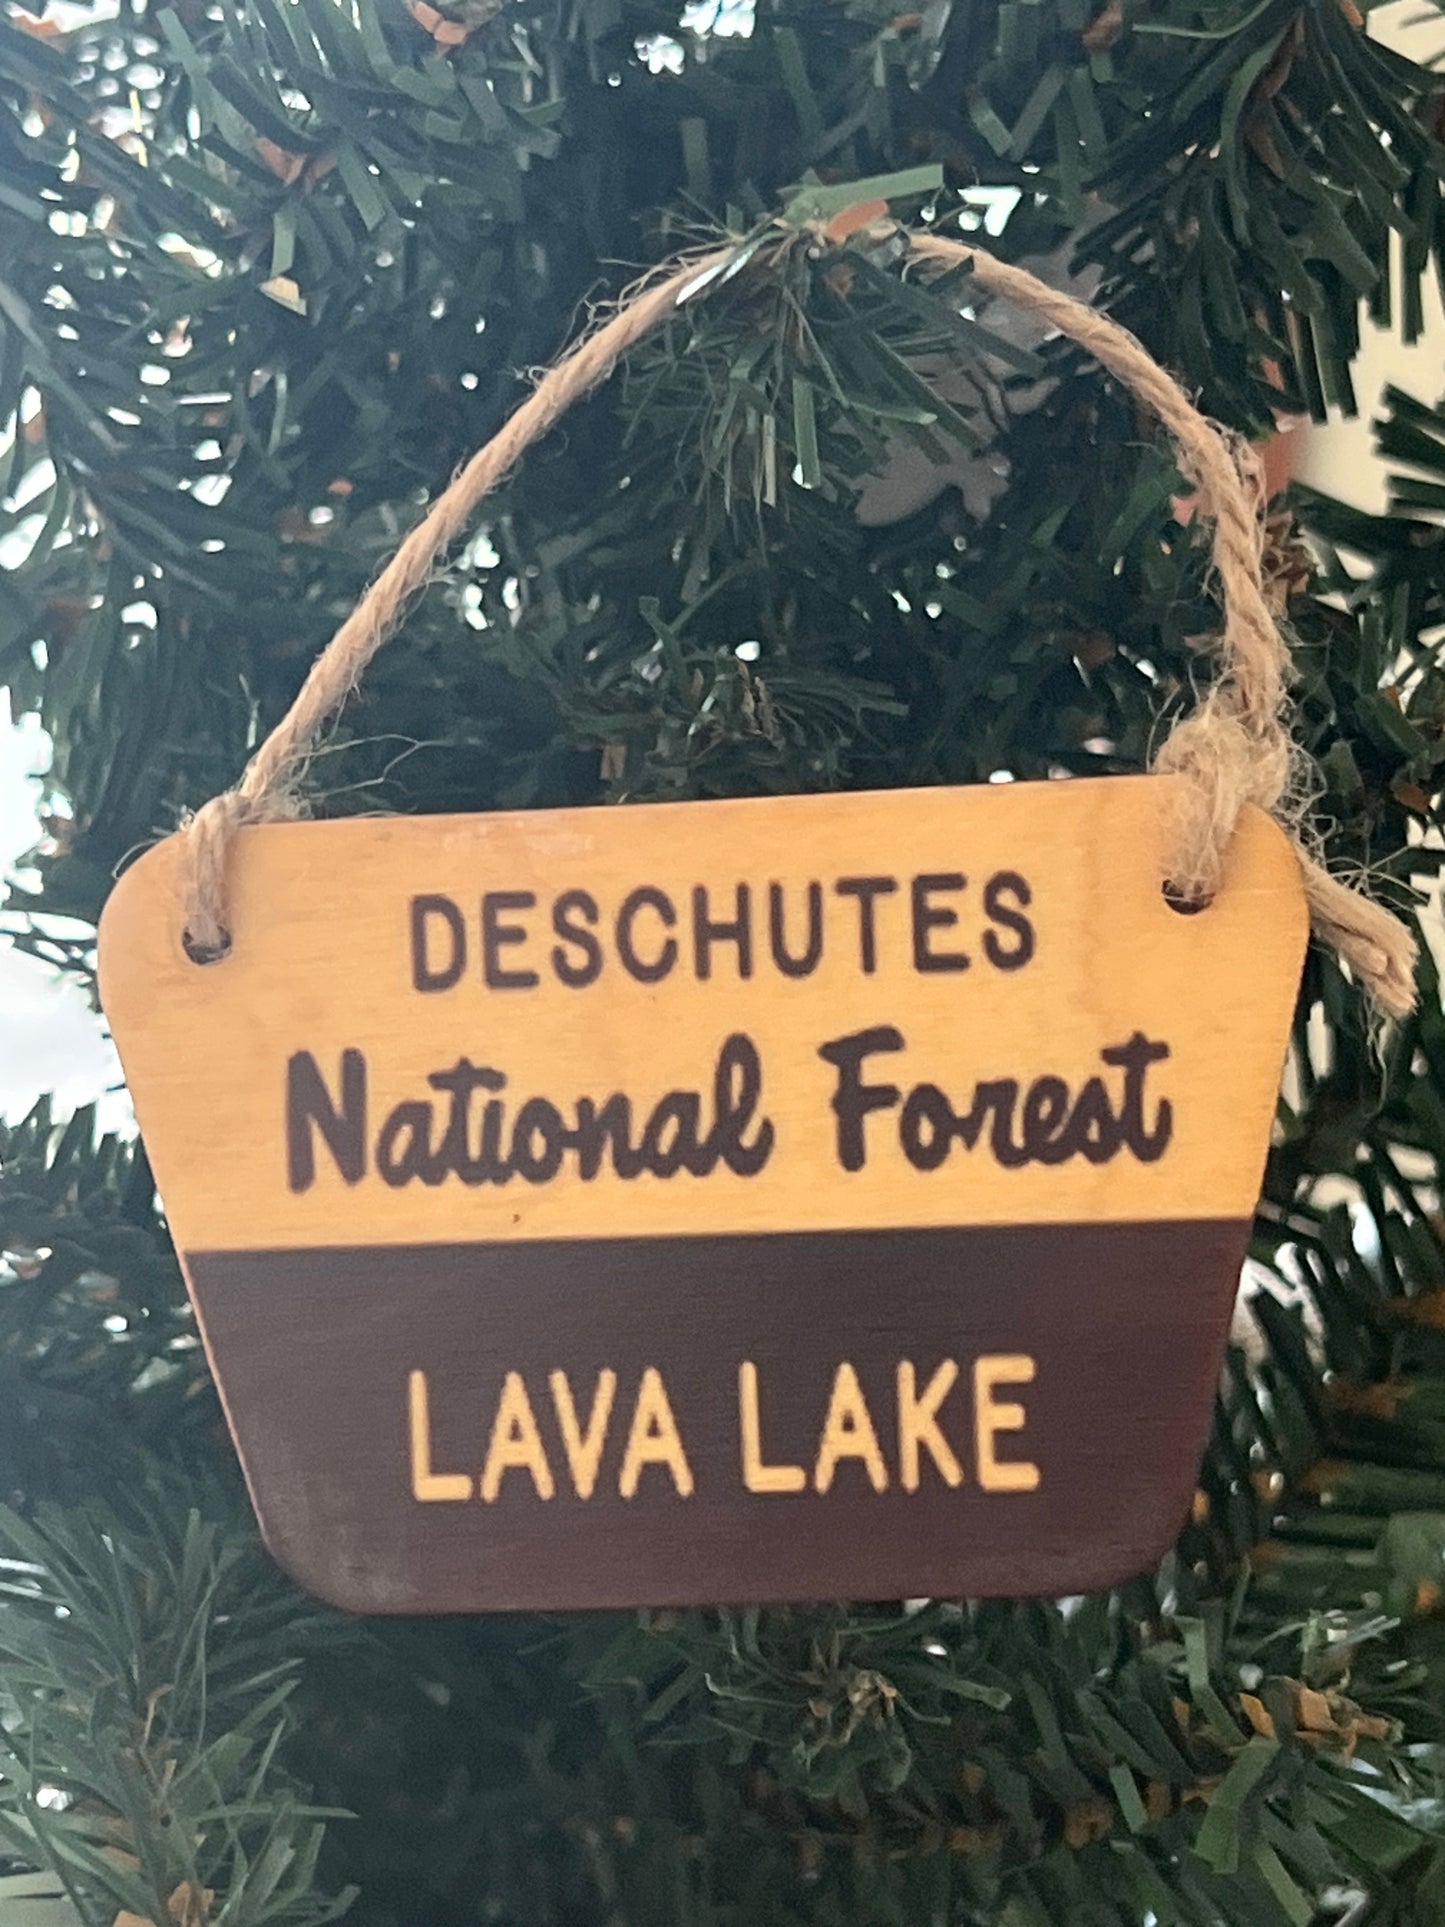 DESCHUTES
National Forest
LAVA LAKE